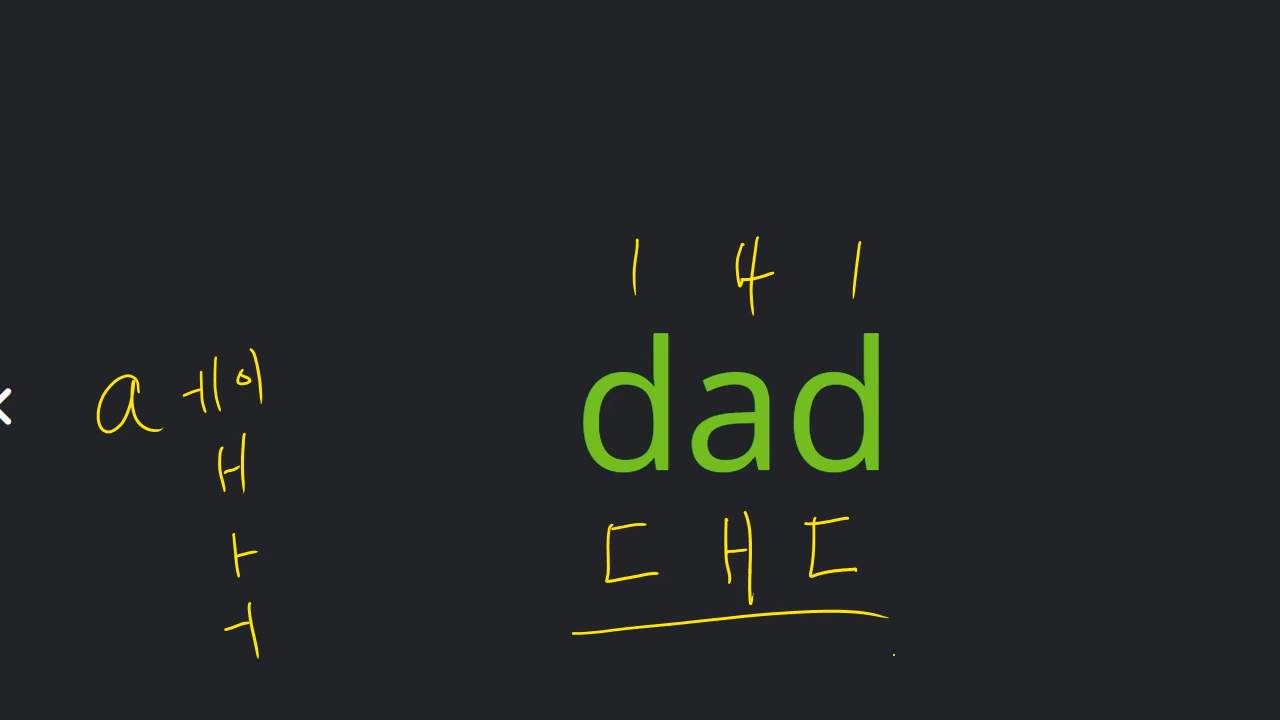 1 4 1
dad
a ㅔ(ㅇ)
ㅐ
ㅏ
ㅓ
ㄷ ㅐ ㄷ